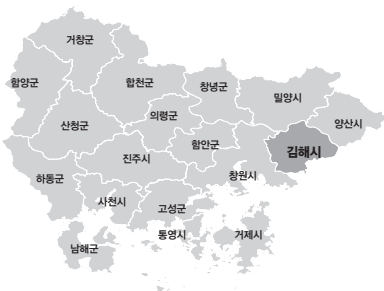 거창군
함양군
합천군
창녕군
밀양시
양산시
산청군
의령군
함안군
김해시
진주시
창원시
하동군
사천시
고성군
통영시
거제시
남해군